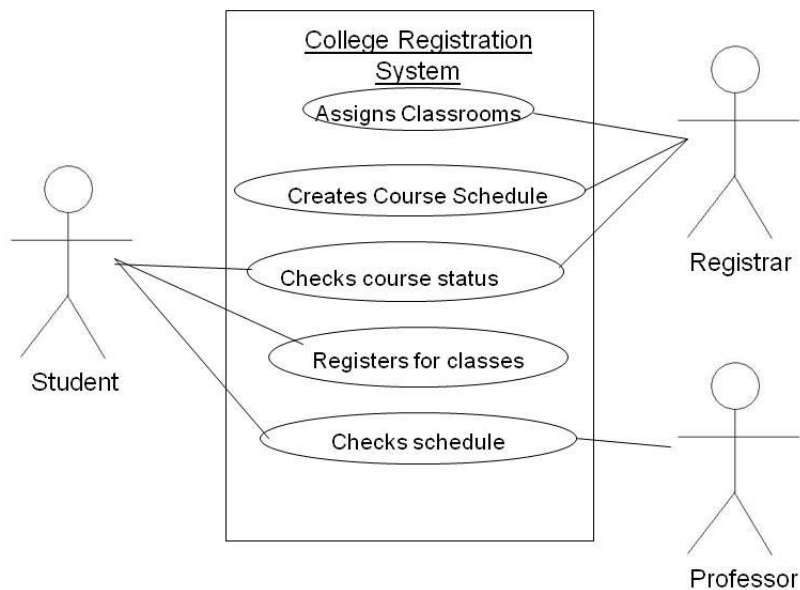 College Registration
System
Assigns Classrooms
Creates Course Schedule
Checks course status
Registers for classes
Checks schedule
Student
Registrar
Professor